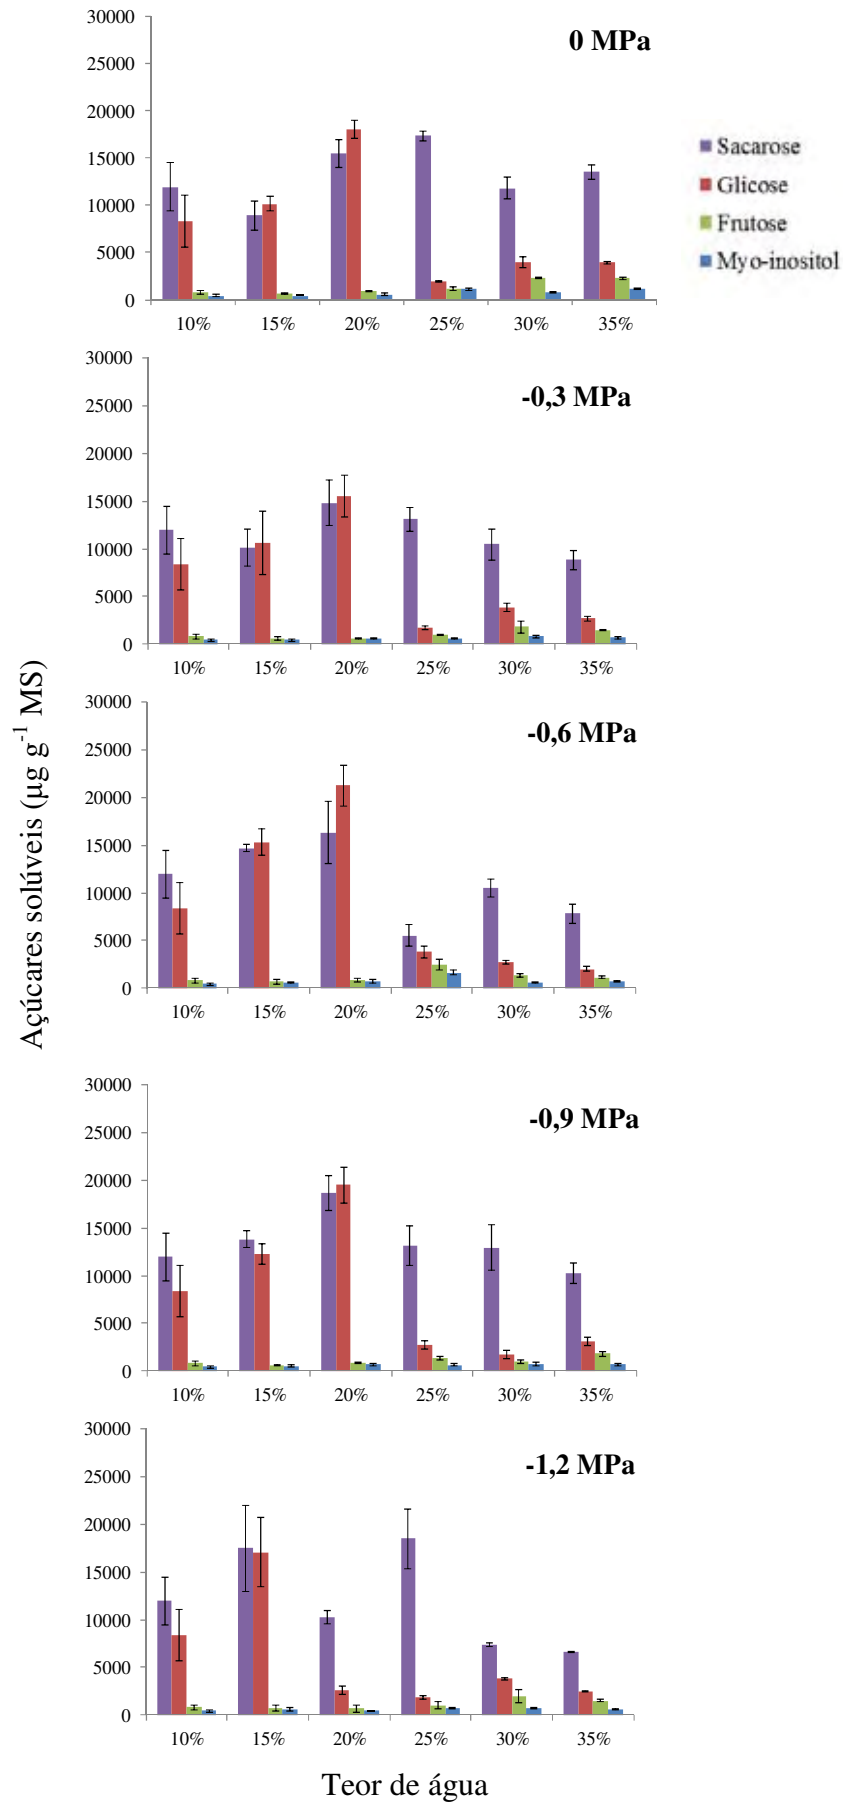 30000
25000
20000
15000
10000
5000
0
0 MPa
10% 15% 20% 25% 30% 35%
Sacarose
Glicose
Frutose
Myo-inositol
30000
25000
20000
15000
10000
5000
0
-0,3 MPa
10% 15% 20% 25% 30% 35%
Açúcares solúveis (µg g-1 MS)
30000
25000
20000
15000
10000
5000
0
-0,6 MPa
10% 15% 20% 25% 30% 35%
30000
25000
20000
15000
10000
5000
0
-0,9 MPa
10% 15% 20% 25% 30% 35%
30000
25000
20000
15000
10000
5000
0
-1,2 MPa
10% 15% 20% 25% 30% 35%
Teor de água